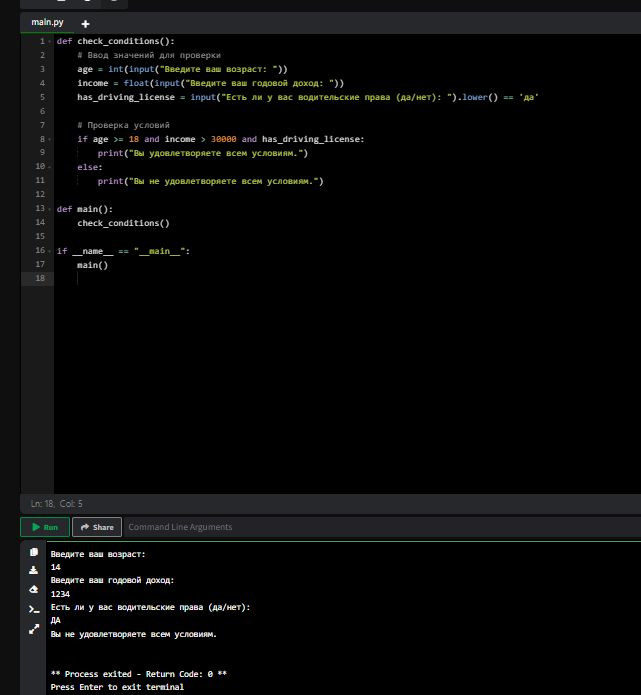 main.py
1 def check_conditions():
2 # Ввод значений для проверки
3 age = int(input("Введите ваш возраст: "))
4 income = float(input("Введите ваш годовой доход: "))
5 has_driving_license = input("Есть ли у вас водительские права (да/нет): ").lower() == 'да'
6
7 # Проверка условий
8 if age >= 18 and income > 30000 and has_driving_license:
9 print("Вы удовлетворяете всем условиям.")
10 else:
11 print("Вы не удовлетворяете всем условиям.")
12
13 def main():
14 check_conditions()
15
16 if __name__ == "__main__":
17 main()
18
Ln: 18, Col: 5
Run Share Command Line Arguments
Введите ваш возраст:
14
Введите ваш годовой доход:
1234
Есть ли у вас водительские права (да/нет):
ДА
Вы не удовлетворяете всем условиям.
** Process exited - Return Code: 0 **
Press Enter to exit terminal